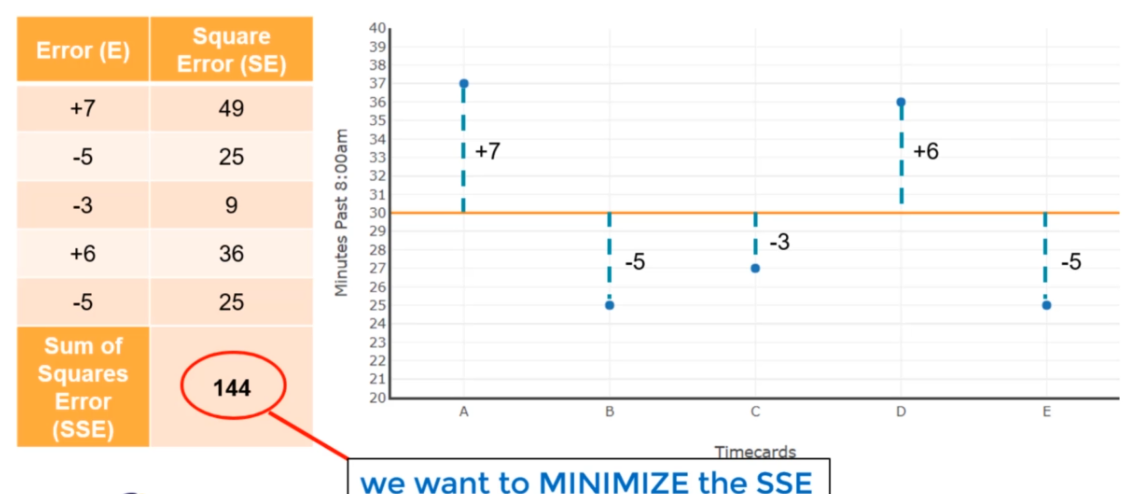 Error (E)
Square
Error (SE)
+7 49
-5 25
-3 9
+6 36
-5 25
Sum of
Squares
Error
(SSE)
144
Minutes Past 8:00am
40
39
38
37
36
35
34
33
32
31
30
29
28
27
26
25
24
23
22
21
20
+7
-5
-3
+6
-5
A B C D E
Timecards
we want to MINIMIZE the SSE